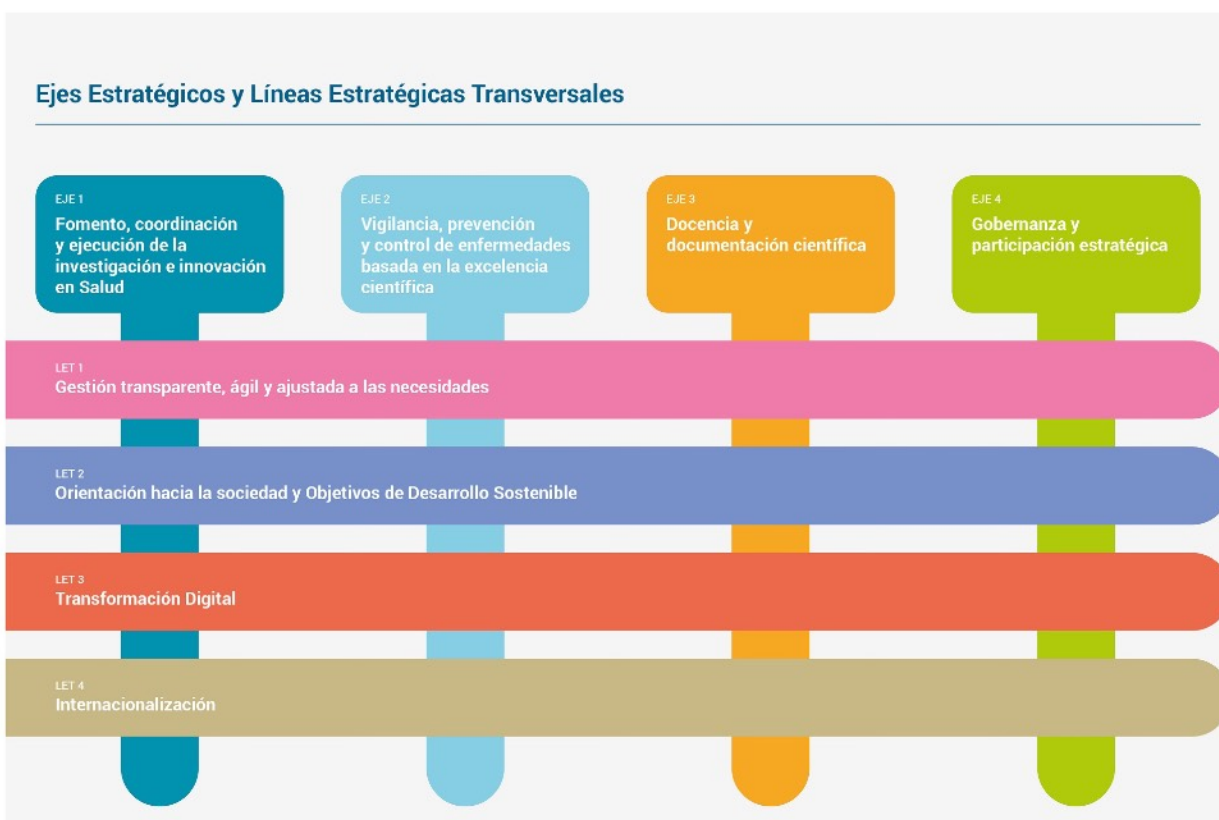 Ejes Estratégicos y Líneas Estratégicas Transversales
EJE 1
Fomento, coordinación
y ejecución de la
investigación e innovación
en Salud
EJE 2
Vigilancia, prevención
y control de enfermedades
basada en la excelencia
científica
EJE 3
Docencia y
documentación científica
EJE 4
Gobernanza y
participación estratégica
LET 1
Gestión transparente, ágil y ajustada a las necesidades
LET 2
Orientación hacia la sociedad y Objetivos de Desarrollo Sostenible
LET 3
Transformación Digital
LET 4
Internacionalización